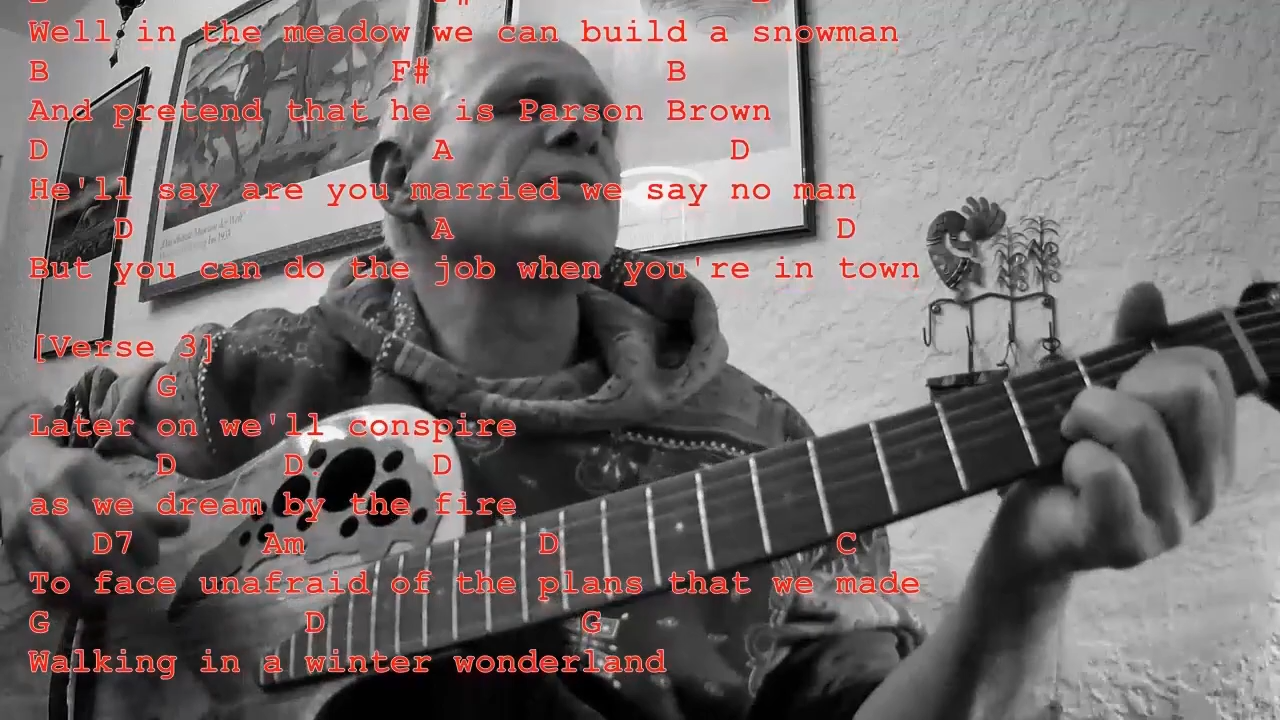 B F# B
Well in the meadow we can build a snowman
B F# B
And pretend that he is Parson Brown
D A D
He'll say are you married we say no man
D A D
But you can do the job when you're in town
[Verse 3]
G
Later on we'll conspire
D D. D
as we dream by the fire
D7 Am D C
To face unafraid of the plans that we made
G D G
Walking in a winter wonderland